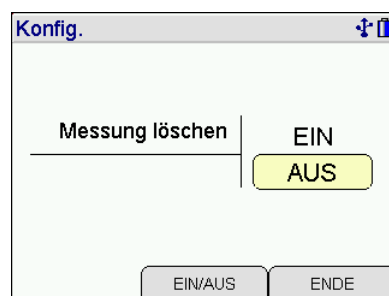 Konfig.
Messung löschen
EIN
AUS
EIN/AUS
ENDE